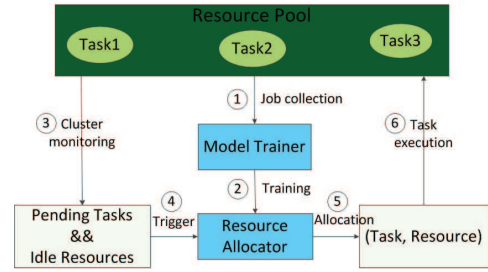 Resource Pool
Task1
Task2
Task3
1 Job collection
3 Cluster
monitoring
6 Task
execution
Model Trainer
2 Training
4
Trigger
5
Allocation
Pending Tasks
&&
Idle Resources
Resource
Allocator
(Task, Resource)